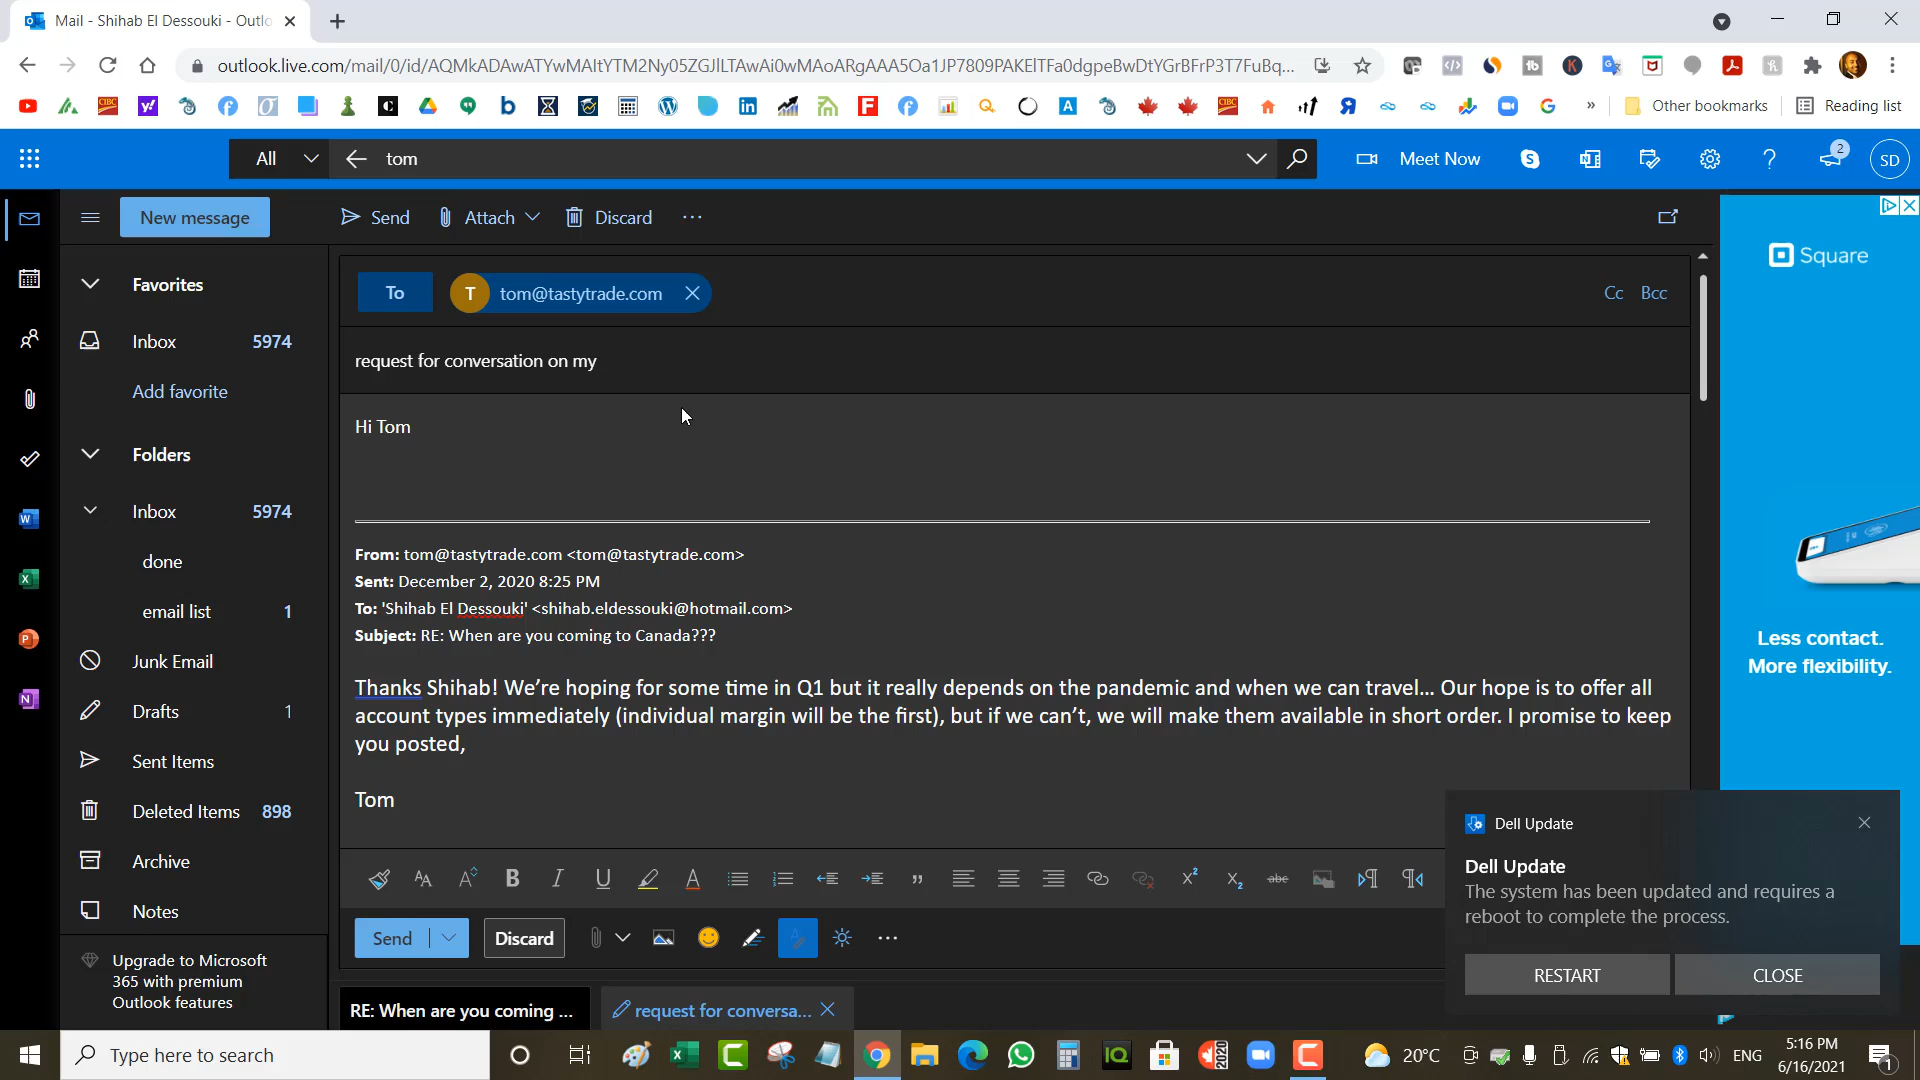 Mail - Shihab El Dessouki - Outlo
outlook.live.com/mail/0/id/AQMkADAwATYwMAItYTM2Ny05ZGJlLTAwAi0wMAoARgAAA5Oa1JP7809PAKElTFa0dgpeBwDtYGrBFrP3T7FuBq...
Other bookmarks
Reading list
All
tom
Meet Now
2
SD
New message
Send
Attach
Discard
Favorites
Inbox 5974
Add favorite
Folders
Inbox 5974
done
email list 1
Junk Email
Drafts 1
Sent Items
Deleted Items 898
Archive
Notes
Upgrade to Microsoft
365 with premium
Outlook features
To
T
tom@tastytrade.com
Cc
Bcc
request for conversation on my
Hi Tom
From: tom@tastytrade.com <tom@tastytrade.com>
Sent: December 2, 2020 8:25 PM
To: 'Shihab El Dessouki' <shihab.eldessouki@hotmail.com>
Subject: RE: When are you coming to Canada???
Thanks Shihab! We're hoping for some time in Q1 but it really depends on the pandemic and when we can travel... Our hope is to offer all
account types immediately (individual margin will be the first), but if we can't, we will make them available in short order. I promise to keep
you posted,
Tom
Send
Discard
RE: When are you coming ...
request for conversa...
Square
Less contact.
More flexibility.
Dell Update
Dell Update
The system has been updated and requires a
reboot to complete the process.
RESTART
CLOSE
Type here to search
20°C
ENG
5:16 PM
6/16/2021
1